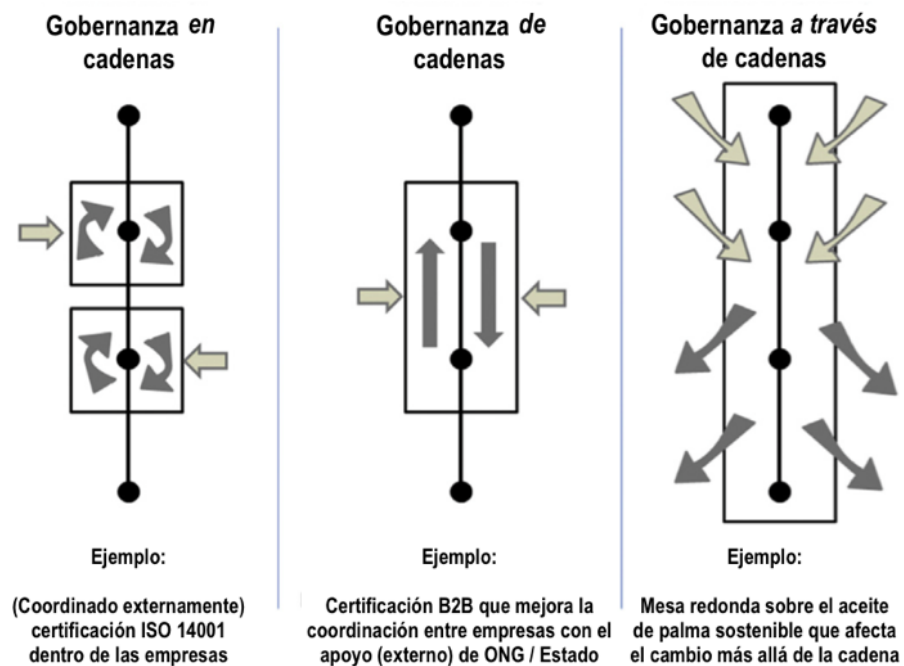 Gobernanza en
cadenas
Gobernanza de
cadenas
Gobernanza a través
de cadenas
Ejemplo:
(Coordinado externamente)
certificación ISO 14001
dentro de las empresas
Ejemplo:
Certificación B2B que mejora la
coordinación entre empresas con el
apoyo (externo) de ONG / Estado
Ejemplo:
Mesa redonda sobre el aceite
de palma sostenible que afecta
el cambio más allá de la cadena